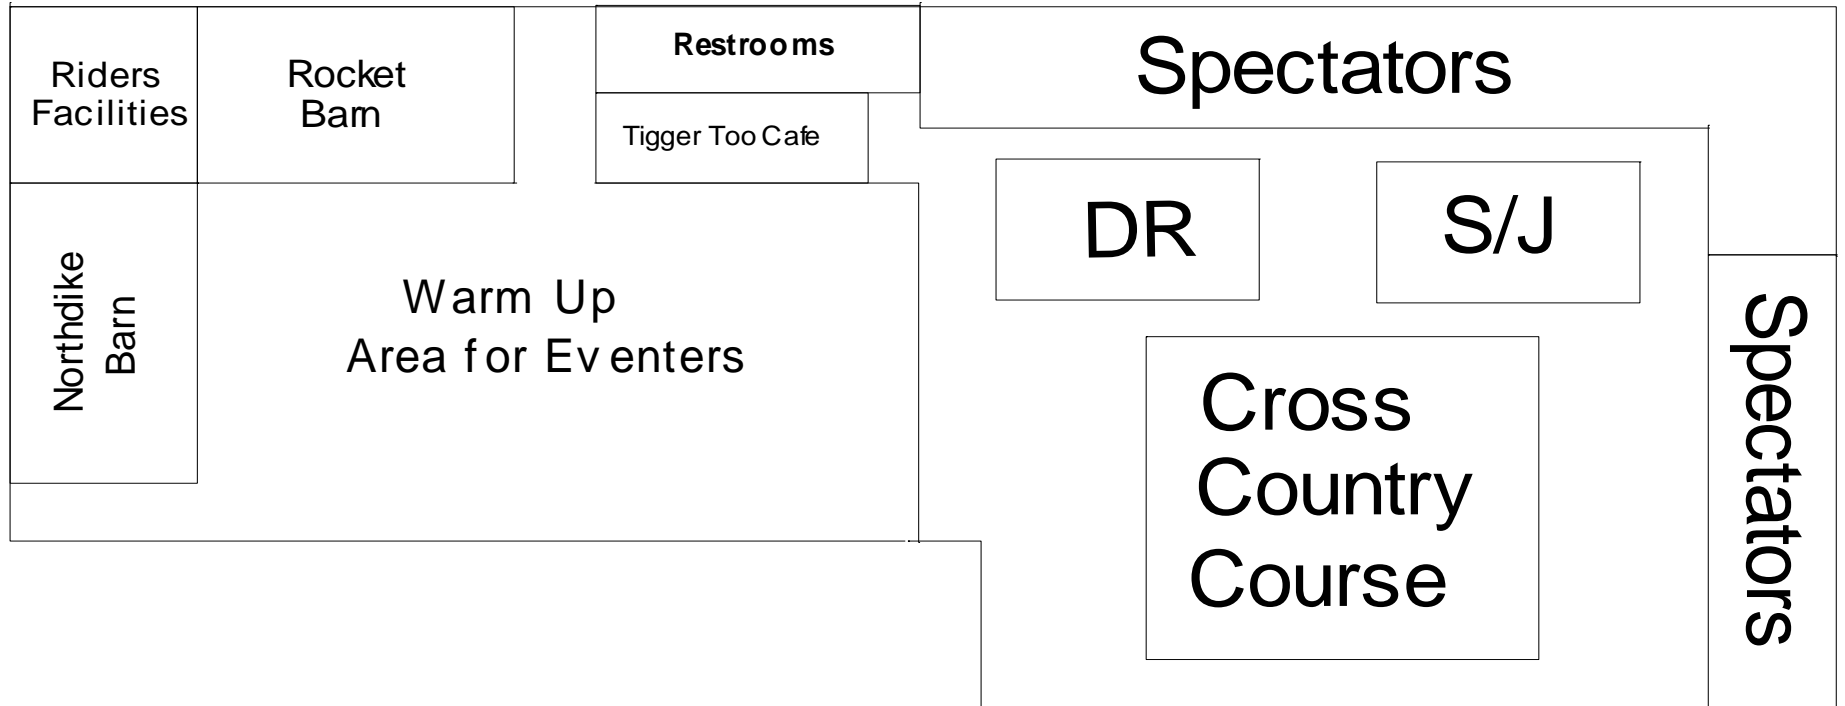 Riders
Facilities
Rocket
Barn
Restrooms
Tigger Too Cafe
Spectators
DR
S/J
Northdike
Barn
Warm Up
Area for Eventers
Cross
Country
Course
Spectators